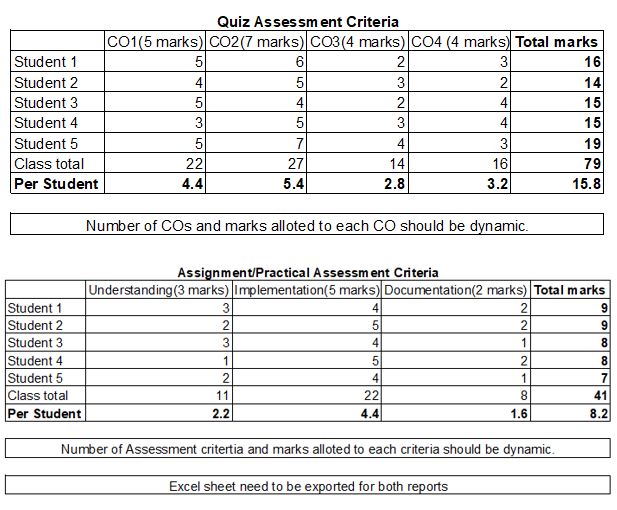 Quiz Assessment Criteria
CO1(5 marks) CO2(7 marks) CO3(4 marks) CO4 (4 marks) Total marks
Student 1 5 6 2 3 16
Student 2 4 5 3 2 14
Student 3 5 4 2 4 15
Student 4 3 5 3 4 15
Student 5 5 7 4 3 19
Class total 22 27 14 16 79
Per Student 4.4 5.4 2.8 3.2 15.8
Number of COs and marks alloted to each CO should be dynamic.
Assignment/Practical Assessment Criteria
Understanding(3 marks) Implementation(5 marks) Documentation(2 marks) Total marks
Student 1 3 4 2 9
Student 2 2 5 2 9
Student 3 3 4 1 8
Student 4 1 5 2 8
Student 5 2 4 1 7
Class total 11 22 8 41
Per Student 2.2 4.4 1.6 8.2
Number of Assessment critertia and marks alloted to each criteria should be dynamic.
Excel sheet need to be exported for both reports